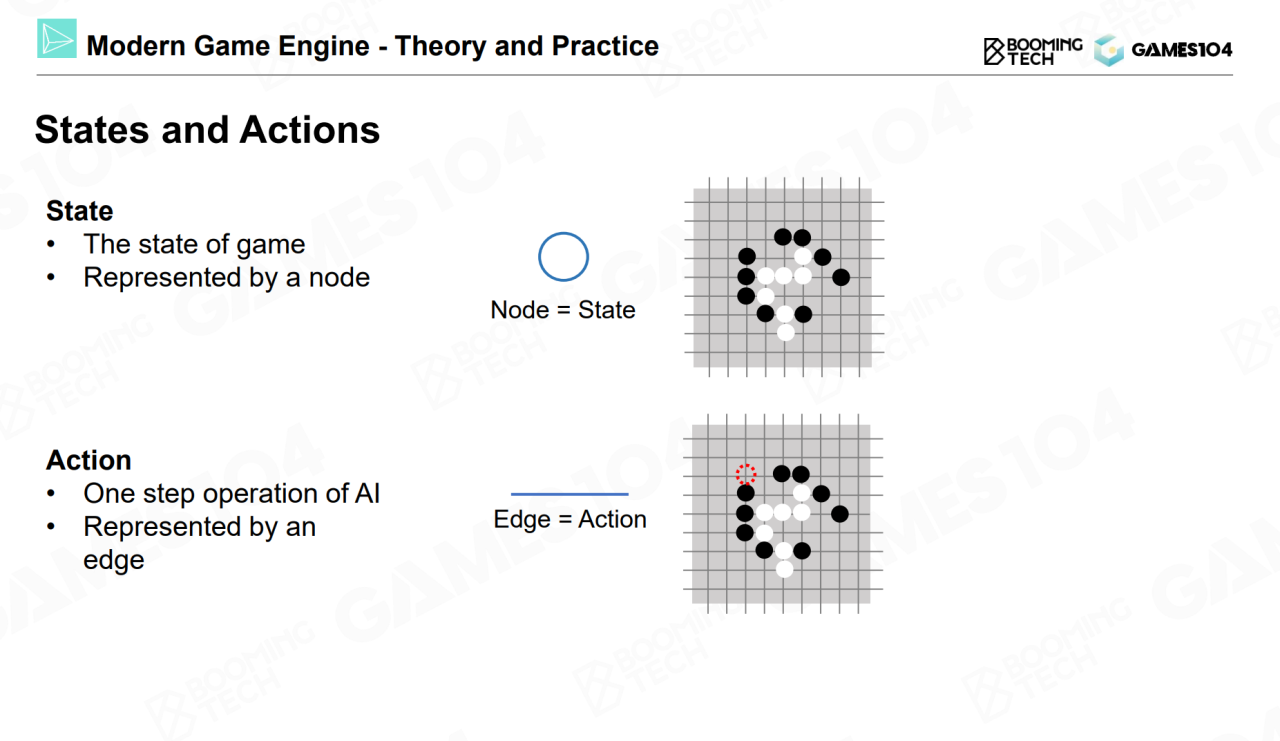 Modern Game Engine - Theory and Practice
BOOMING
TECH
GAMES104
States and Actions
State
• The state of game
• Represented by a node
Node = State
Action
• One step operation of AI
• Represented by an
edge
Edge = Action